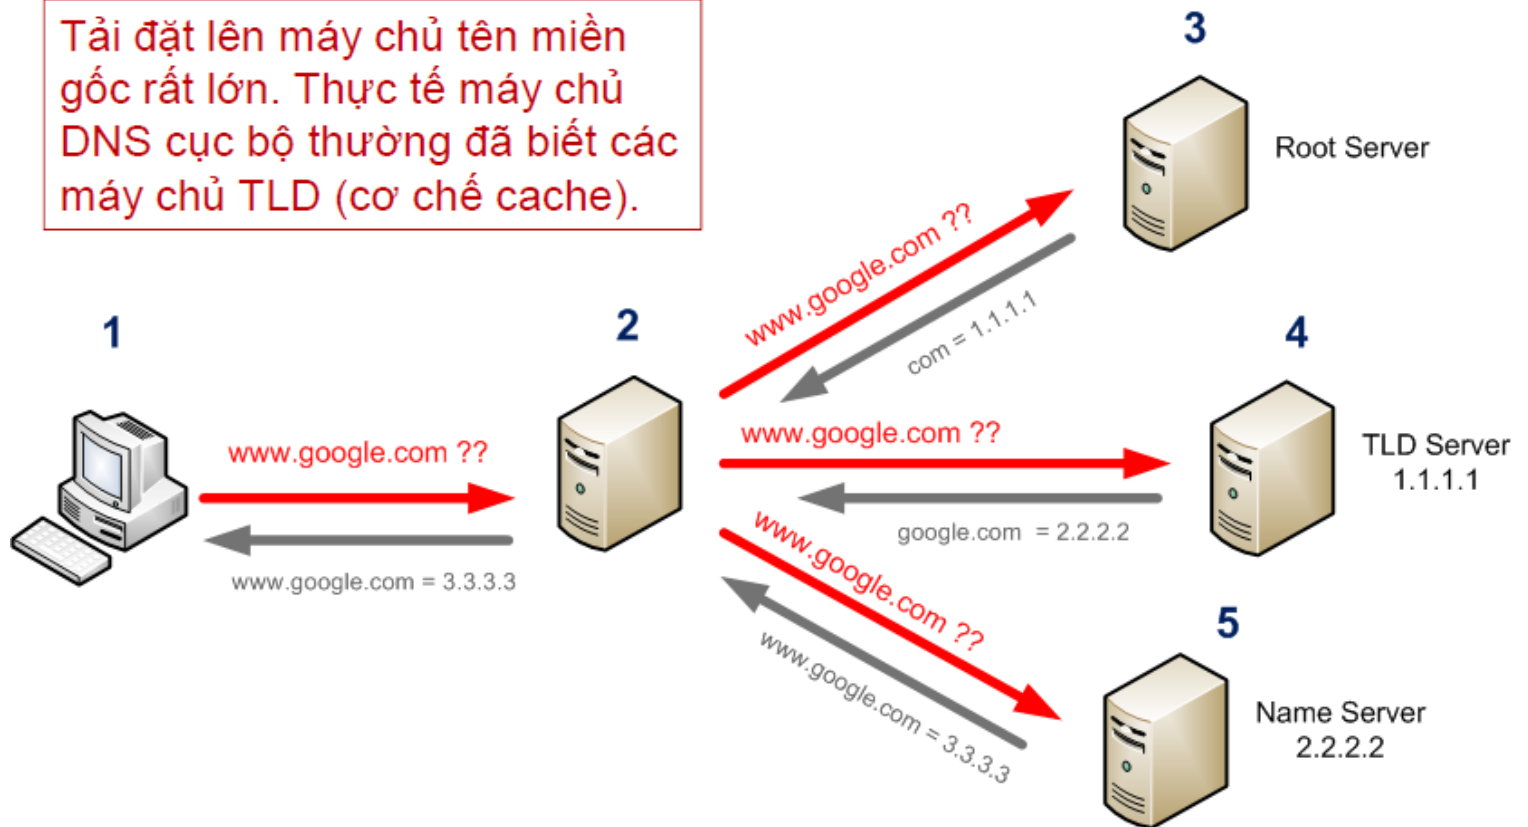 Tải đặt lên máy chủ tên miền
gốc rất lớn. Thực tế máy chủ
DNS cục bộ thường đã biết các
máy chủ TLD (cơ chế cache).
3
Root Server
www.google.com ??
com = 1.1.1.1
1
2
4
www.google.com ??
www.google.com = 3.3.3.3
www.google.com ??
google.com = 2.2.2.2
TLD Server
1.1.1.1
www.google.com ??
www.google.com = 3.3.3.3
5
Name Server
2.2.2.2